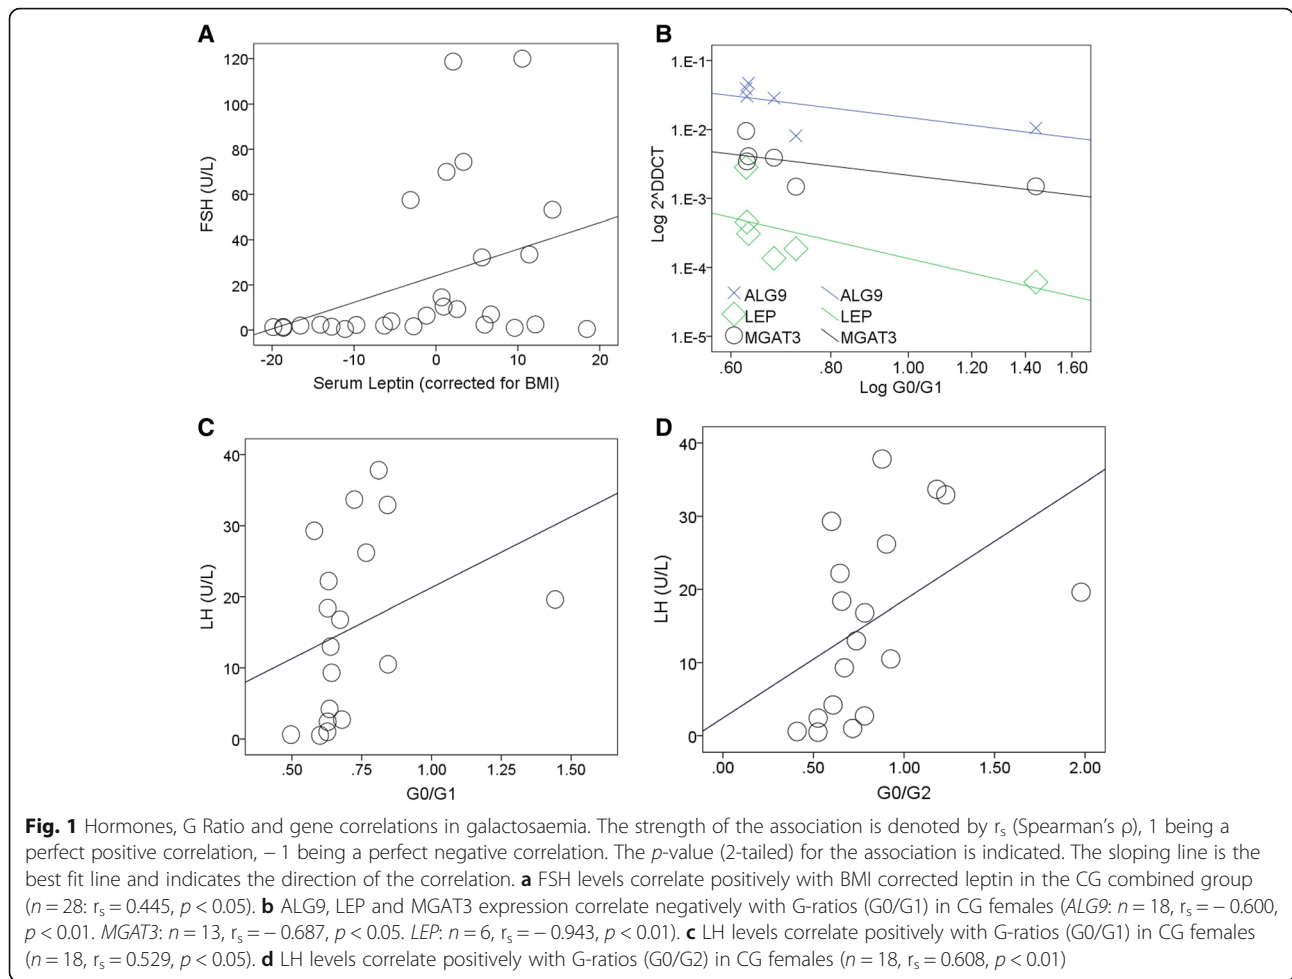 A
B
120
100
80
60
40
20
0
FSH (U/L)
-20
-10
0
10
20
Serum Leptin (corrected for BMI)
1.E-1
1.E-2
1.E-3
1.E-4
1.E-5
Log 2^DDCT
ALG9
ALG9
LEP
LEP
MGAT3
MGAT3
.60
.80
1.00
1.20
1.40
1.60
Log G0/G1
C
D
40
30
20
10
0
LH (U/L)
.50
.75
1.00
1.25
1.50
G0/G1
40
30
20
10
0
LH (U/L)
.00
.50
1.00
1.50
2.00
G0/G2
Fig. 1 Hormones, G Ratio and gene correlations in galactosaemia. The strength of the association is denoted by rs (Spearman's ρ), 1 being a
perfect positive correlation, − 1 being a perfect negative correlation. The p-value (2-tailed) for the association is indicated. The sloping line is the
best fit line and indicates the direction of the correlation. a FSH levels correlate positively with BMI corrected leptin in the CG combined group
(n = 28: rs = 0.445, p < 0.05). b ALG9, LEP and MGAT3 expression correlate negatively with G-ratios (G0/G1) in CG females (ALG9: n = 18, rs = − 0.600,
p < 0.01. MGAT3: n = 13, rs = − 0.687, p < 0.05. LEP: n = 6, rs = − 0.943, p < 0.01). c LH levels correlate positively with G-ratios (G0/G1) in CG females
(n = 18, rs = 0.529, p < 0.05). d LH levels correlate positively with G-ratios (G0/G2) in CG females (n = 18, rs = 0.608, p < 0.01)